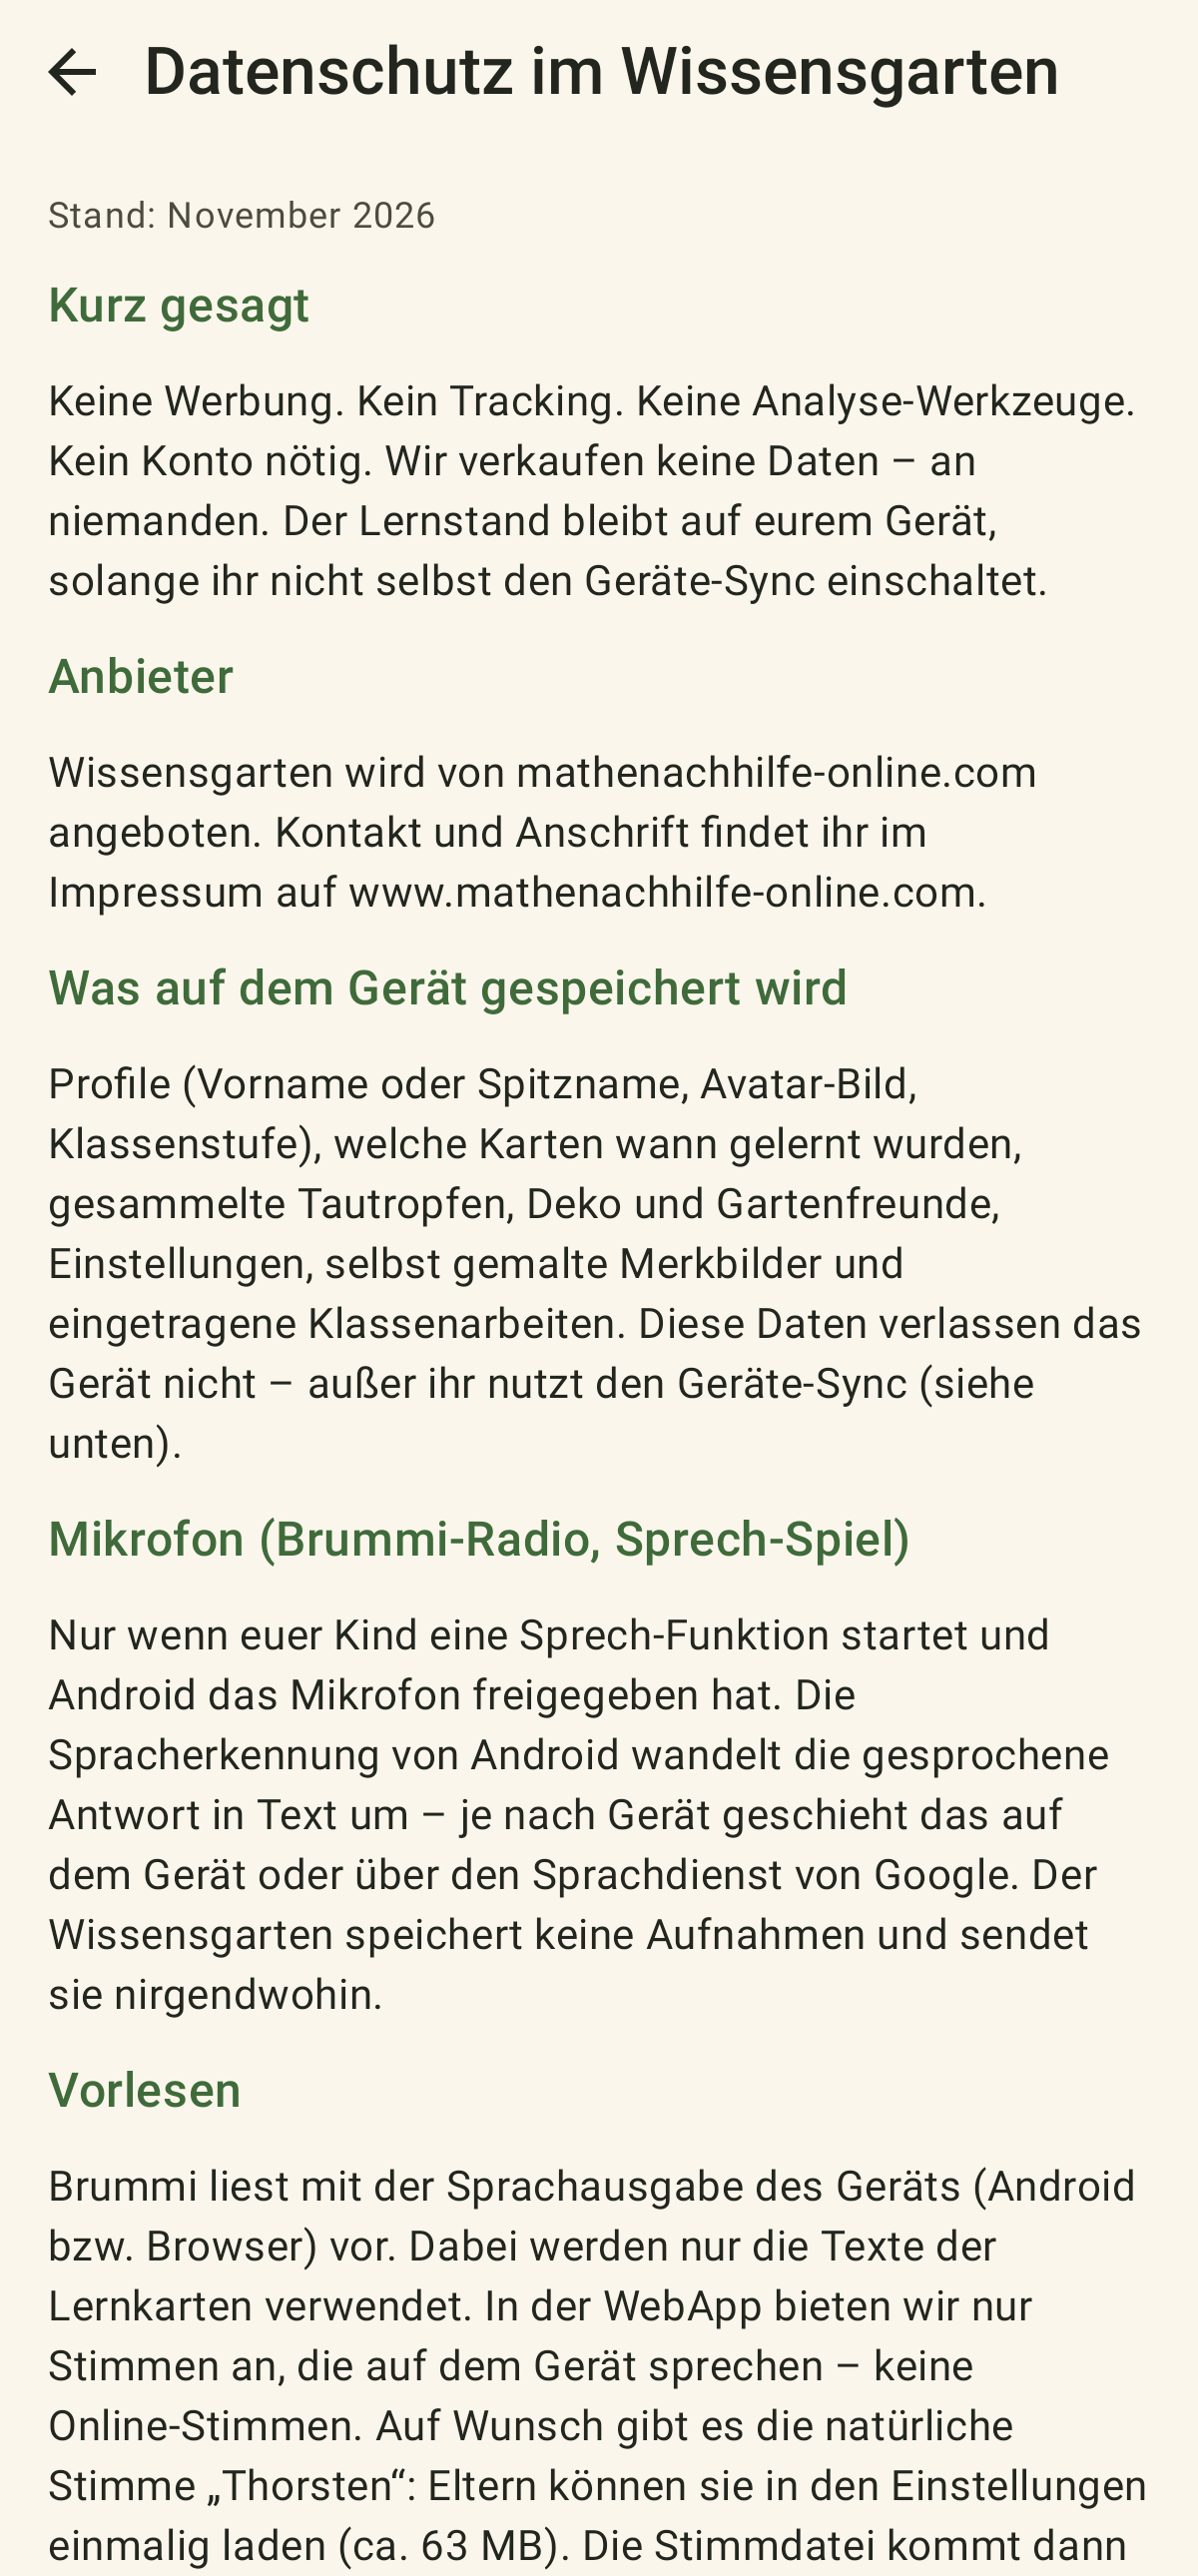 Datenschutz im Wissensgarten
Stand: November 2026
Kurz gesagt
Keine Werbung. Kein Tracking. Keine Analyse-Werkzeuge.
Kein Konto nötig. Wir verkaufen keine Daten – an
niemanden. Der Lernstand bleibt auf eurem Gerät,
solange ihr nicht selbst den Geräte-Sync einschaltet.
Anbieter
Wissensgarten wird von mathenachhilfe-online.com
angeboten. Kontakt und Anschrift findet ihr im
Impressum auf www.mathenachhilfe-online.com.
Was auf dem Gerät gespeichert wird
Profile (Vorname oder Spitzname, Avatar-Bild,
Klassenstufe), welche Karten wann gelernt wurden,
gesammelte Tautropfen, Deko und Gartenfreunde,
Einstellungen, selbst gemalte Merkbilder und
eingetragene Klassenarbeiten. Diese Daten verlassen das
Gerät nicht – außer ihr nutzt den Geräte-Sync (siehe
unten).
Mikrofon (Brummi-Radio, Sprech-Spiel)
Nur wenn euer Kind eine Sprech-Funktion startet und
Android das Mikrofon freigegeben hat. Die
Spracherkennung von Android wandelt die gesprochene
Antwort in Text um – je nach Gerät geschieht das auf
dem Gerät oder über den Sprachdienst von Google. Der
Wissensgarten speichert keine Aufnahmen und sendet
sie nirgendwohin.
Vorlesen
Brummi liest mit der Sprachausgabe des Geräts (Android
bzw. Browser) vor. Dabei werden nur die Texte der
Lernkarten verwendet. In der WebApp bieten wir nur
Stimmen an, die auf dem Gerät sprechen – keine
Online-Stimmen. Auf Wunsch gibt es die natürliche
Stimme „Thorsten“: Eltern können sie in den Einstellungen
einmalig laden (ca. 63 MB). Die Stimmdatei kommt dann